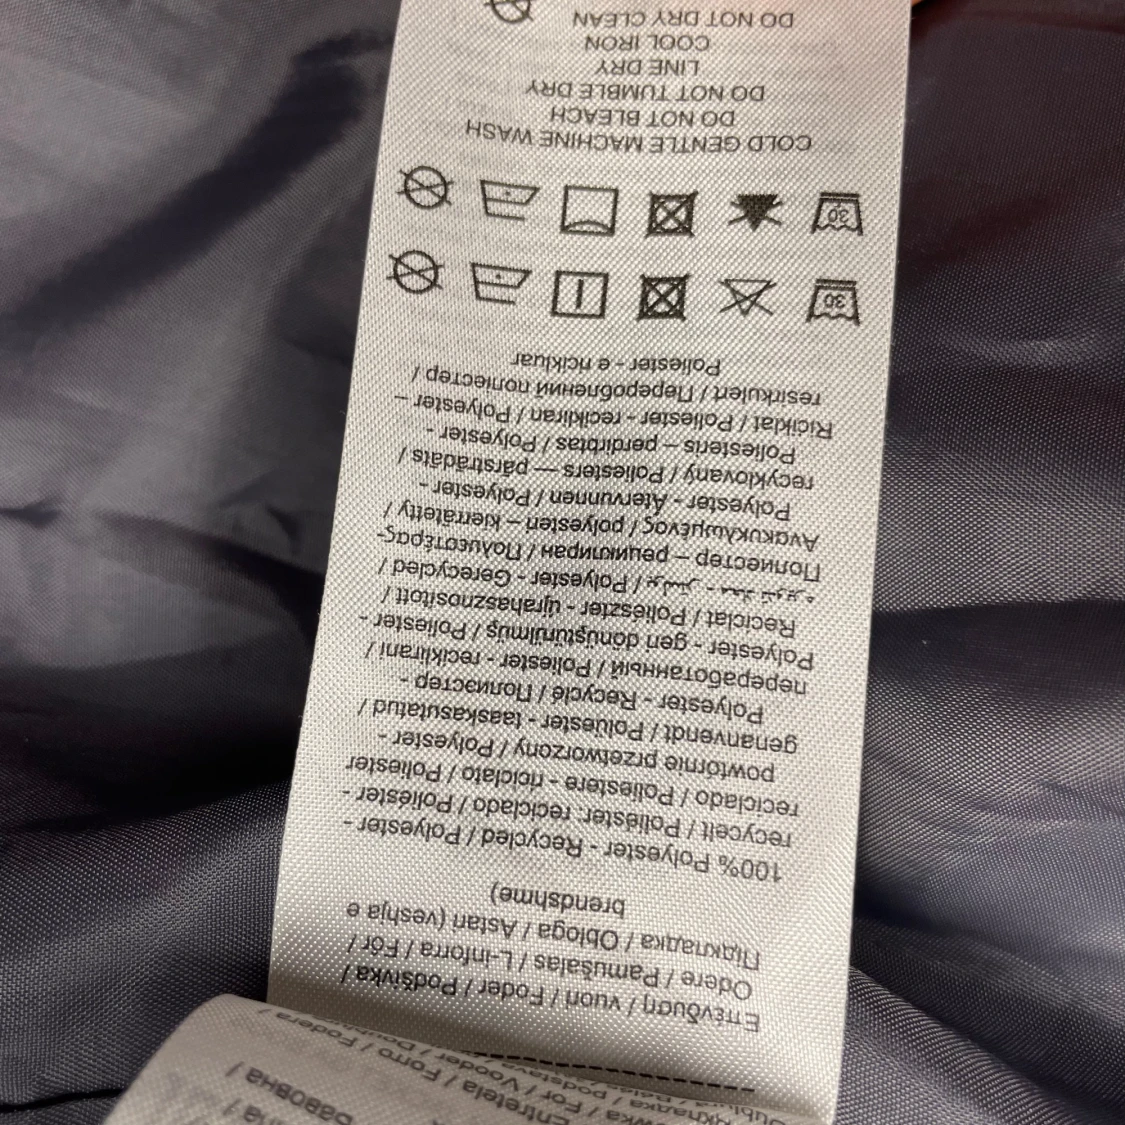 Επένδυση / vuori / Foder / Podšivka /
Odere / Pamušalas / L-inforra / Fôr /
Підкладка / Obloga / Astari (veshja e
brendshme)
100% Polyester - Recycled / Polyester -
recycelt / Poliéster: reciclado / Poliéster -
reciclado / Poliestere - riciclato / Poliester
powtórnie przetworzony / Polyester -
genanvendt / Polüester - taaskasutatud /
Polyester - Recyclé / Полиэстер -
переработанный / Poliester - reciklirani /
Polyester - geri dönüştürülmüş / Poliester -
Reciclat / Poliészter - újrahasznosított /
/ Polyester - Gerecycled /
Полиестер – рециклиран / Πολυεστέρας-
Ανακυκλωμένος / polyesteri – kierrätetty /
Polyester - Återvunnen / Polyester -
recyklovaný / Poliesters — pārstrādāts /
Poliesteris – perdirbtas / Polyester -
Riċiklat / Poliester - recikliran / Polyester –
resirkulert / Перероблений поліестер /
Poliester - e ricikluar
30
30
COLD GENTLE MACHINE WASH
DO NOT BLEACH
DO NOT TUMBLE DRY
LINE DRY
COOL IRON
DO NOT DRY CLEAN